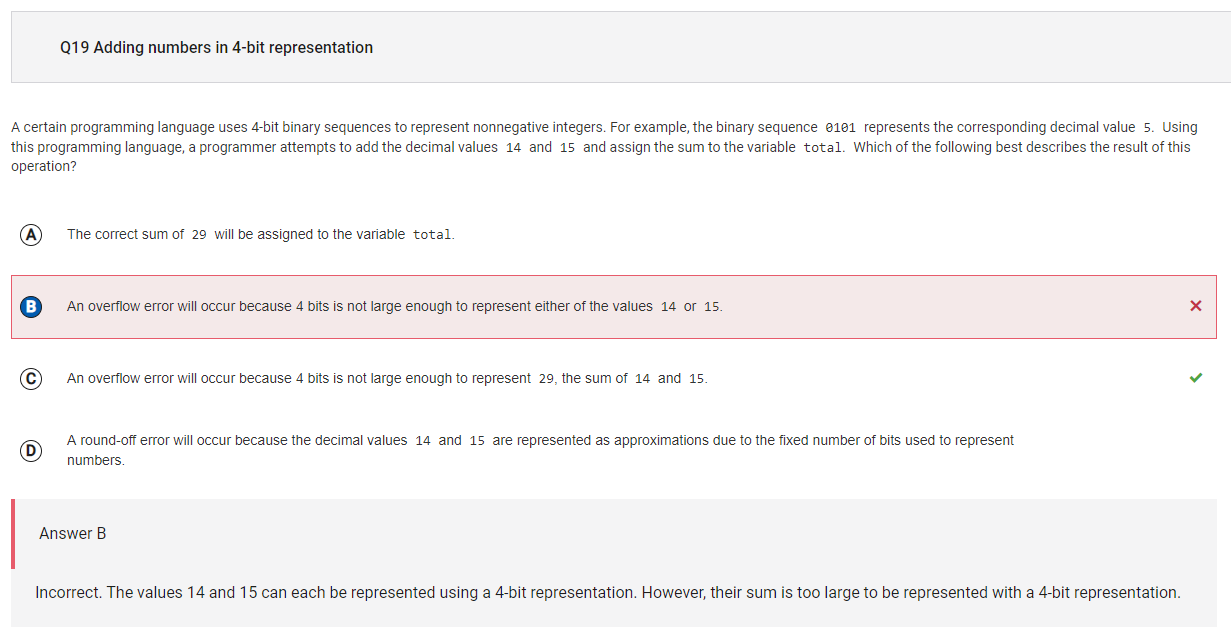 Q19 Adding numbers in 4-bit representation
A certain programming language uses 4-bit binary sequences to represent nonnegative integers. For example, the binary sequence 0101 represents the corresponding decimal value 5. Using
this programming language, a programmer attempts to add the decimal values 14 and 15 and assign the sum to the variable total. Which of the following best describes the result of this
operation?
A The correct sum of 29 will be assigned to the variable total.
B An overflow error will occur because 4 bits is not large enough to represent either of the values 14 or 15.
C An overflow error will occur because 4 bits is not large enough to represent 29, the sum of 14 and 15.
D A round-off error will occur because the decimal values 14 and 15 are represented as approximations due to the fixed number of bits used to represent
numbers.
Answer B
Incorrect. The values 14 and 15 can each be represented using a 4-bit representation. However, their sum is too large to be represented with a 4-bit representation.